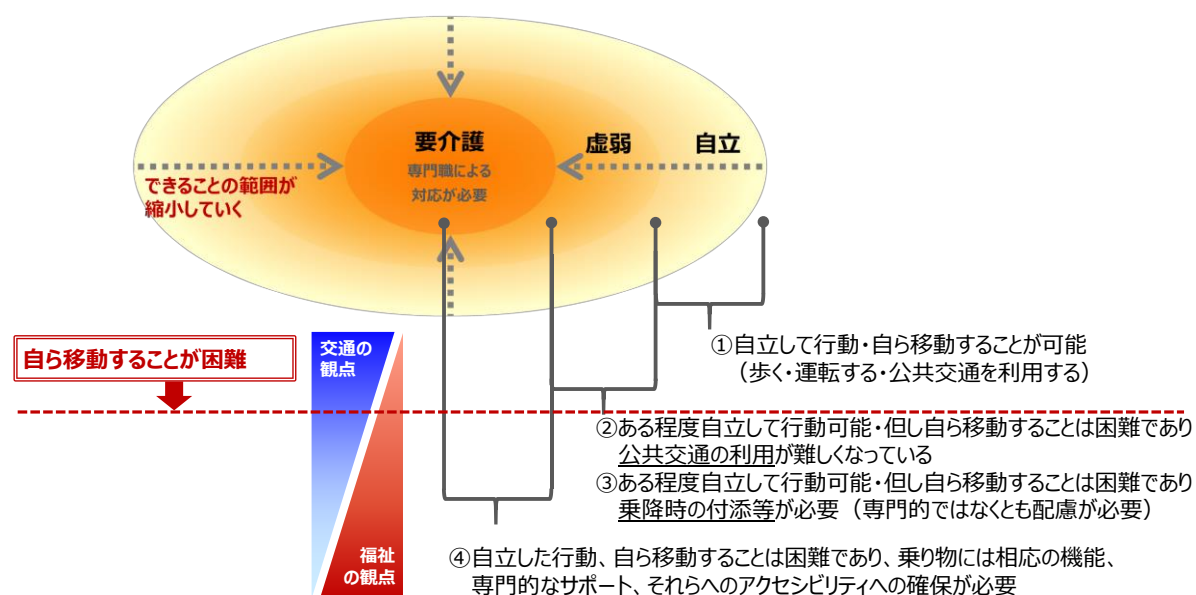 要介護
専門職による
対応が必要
虚弱
自立
できることの範囲が
縮小していく
自ら移動することが困難
交通の
観点
福祉
の観点
①自立して行動・自ら移動することが可能
（歩く・運転する・公共交通を利用する）
②ある程度自立して行動可能・但し自ら移動することは困難であり
公共交通の利用が難しくなっている
③ある程度自立して行動可能・但し自ら移動することは困難であり
乗降時の付添等が必要（専門的ではなくとも配慮が必要）
④自立した行動、自ら移動することは困難であり、乗り物には相応の機能、
専門的なサポート、それらへのアクセシビリティへの確保が必要